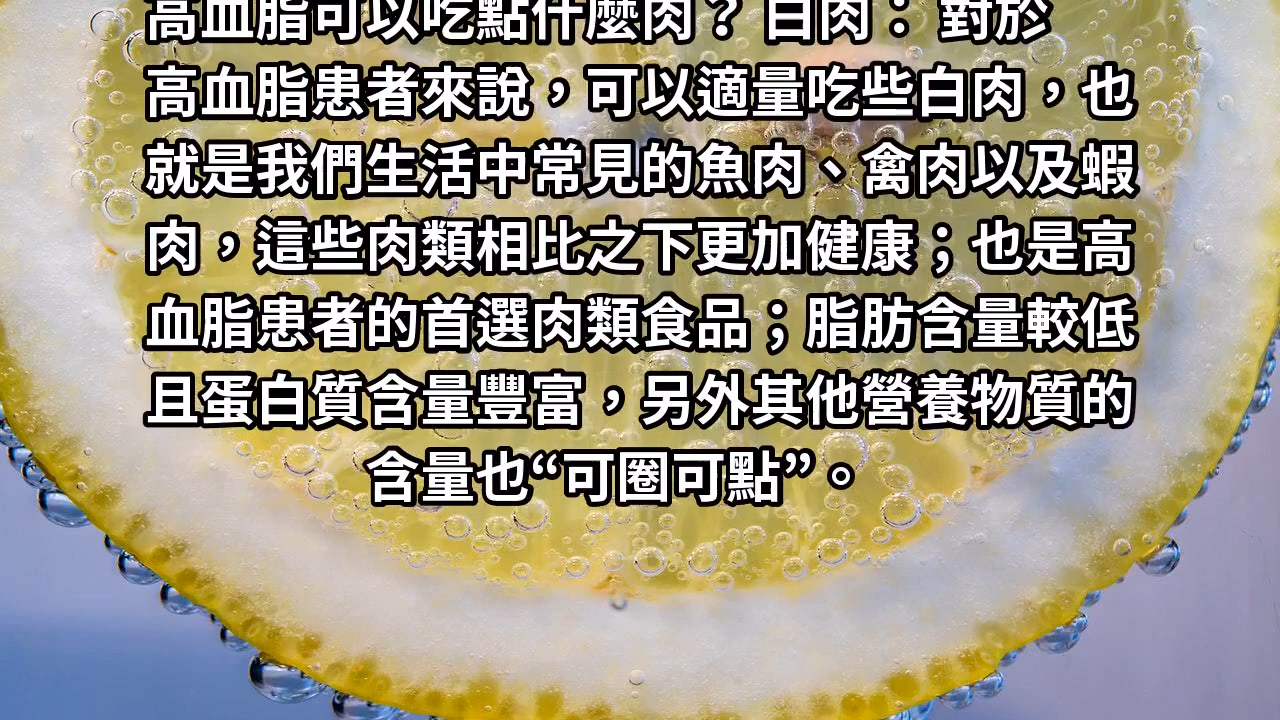 高血脂可以吃點什麼肉？ 白肉： 對於
高血脂患者來說，可以適量吃些白肉，也
就是我們生活中常見的魚肉、禽肉以及蝦
肉，這些肉類相比之下更加健康；也是高
血脂患者的首選肉類食品；脂肪含量較低
且蛋白質含量豐富，另外其他營養物質的
含量也“可圈可點”。